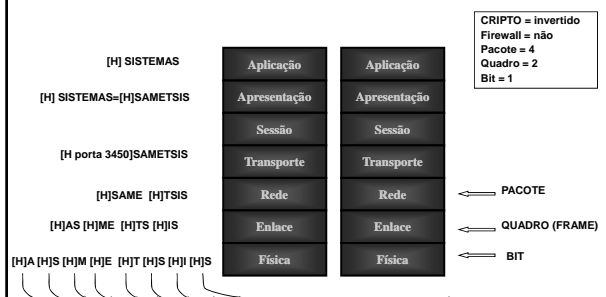 CRIPTO = invertido
Firewall = não
Pacote = 4
Quadro = 2
Bit = 1
[H] SISTEMAS
Aplicação Aplicação
[H] SISTEMAS=[H]SAMETSIS
Apresentação Apresentação
Sessão Sessão
[H porta 3450]SAMETSIS
Transporte Transporte
[H]SAME [H]TSIS
Rede Rede
PACOTE
[H]AS [H]ME [H]TS [H]IS
Enlace Enlace
QUADRO (FRAME)
[H]A [H]S [H]M [H]E [H]T [H]S [H]I [H]S
Física Física
BIT